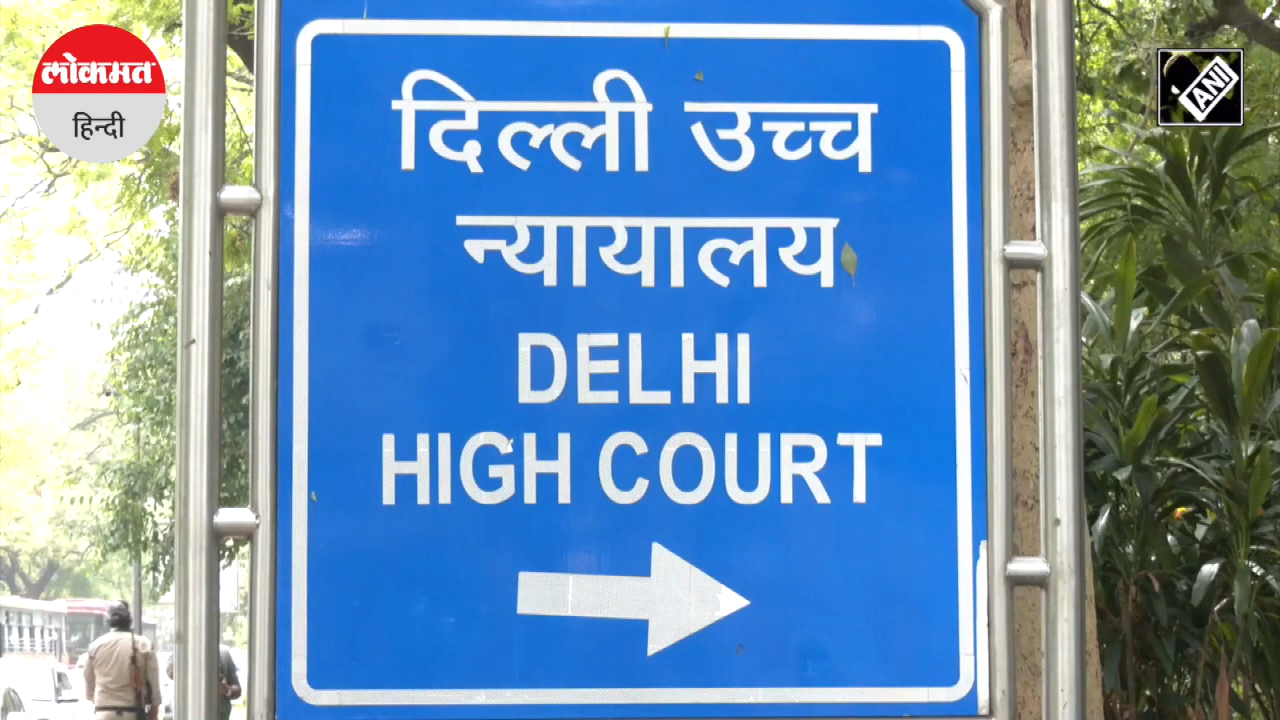 लोकमत
हिन्दी
ANI
दिल्ली उच्च
न्यायालय
DELHI
HIGH COURT